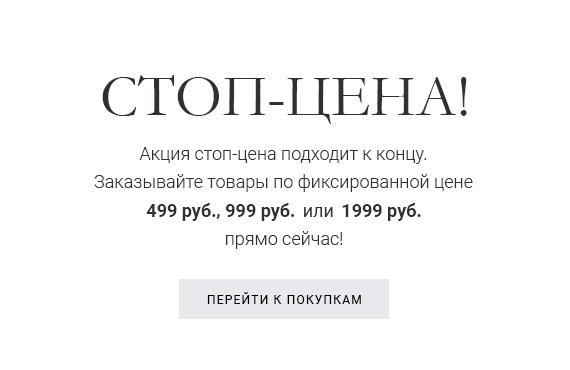 СТОП-ЦЕНА!
Акция стоп-цена подходит к концу.
Заказывайте товары по фиксированной цене
499 руб., 999 руб. или 1999 руб.
прямо сейчас!
ПЕРЕЙТИ К ПОКУПКАМ